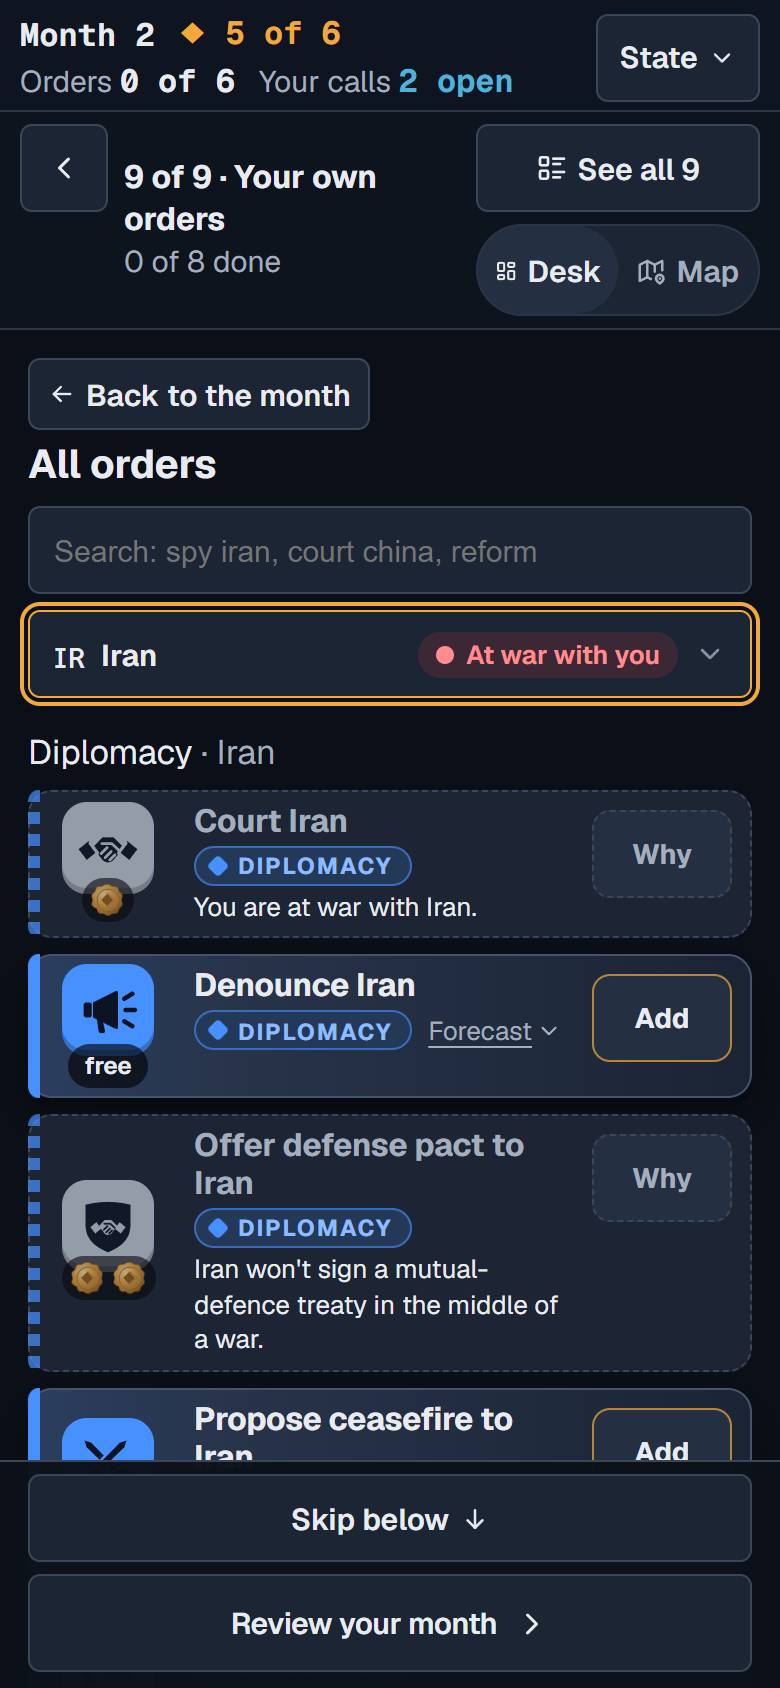 Month 2 ◆ 5 of 6
Orders 0 of 6 Your calls 2 open
State
9 of 9 · Your own
orders
0 of 8 done
See all 9
Desk
Map
← Back to the month
All orders
Search: spy iran, court china, reform
IR Iran
At war with you
Diplomacy · Iran
Court Iran
DIPLOMACY
You are at war with Iran.
Why
Denounce Iran
DIPLOMACY
Forecast
free
Add
Offer defense pact to
Iran
DIPLOMACY
Iran won't sign a mutual-
defence treaty in the middle of
a war.
Why
Propose ceasefire to
Iran
Add
Skip below ↓
Review your month >